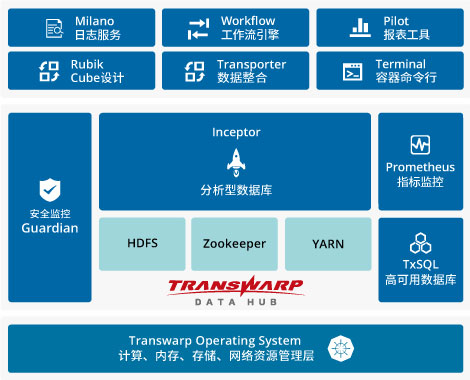 Milano
日志服务
Workflow
工作流引擎
Pilot
报表工具
Rubik
Cube设计
Transporter
数据整合
Terminal
容器命令行
安全监控
Guardian
Inceptor
分析型数据库
Prometheus
指标监控
HDFS
Zookeeper
YARN
TxSQL
高可用数据库
TRANSWARP
DATA HUB
Transwarp Operating System
计算、内存、存储、网络资源管理层